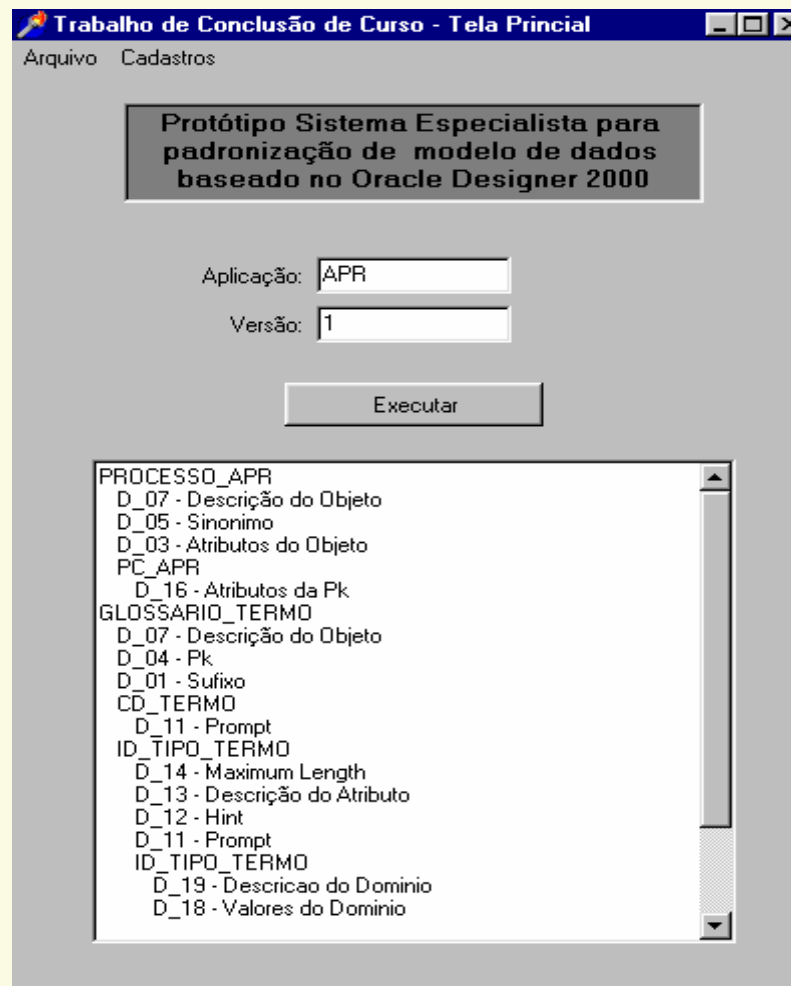 Trabalho de Conclusão de Curso - Tela Princial
Arquivo Cadastros
Protótipo Sistema Especialista para
padronização de modelo de dados
baseado no Oracle Designer 2000
Aplicação: APR
Versão: 1
Executar
PROCESSO_APR
D_07 - Descrição do Objeto
D_05 - Sinonimo
D_03 - Atributos do Objeto
PC_APR
D_16 - Atributos da Pk
GLOSSARIO_TERMO
D_07 - Descrição do Objeto
D_04 - Pk
D_01 - Sufixo
CD_TERMO
D_11 - Prompt
ID_TIPO_TERMO
D_14 - Maximum Length
D_13 - Descrição do Atributo
D_12 - Hint
D_11 - Prompt
ID_TIPO_TERMO
D_19 - Descricao do Dominio
D_18 - Valores do Dominio